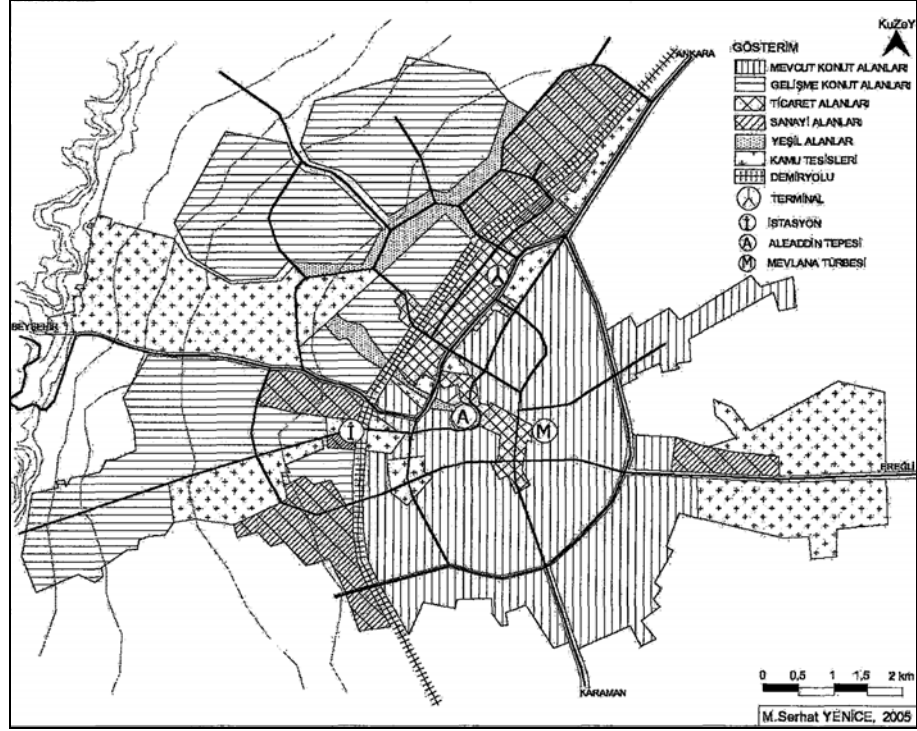 KuZeY
ANKARA
GÖSTERİM
MEVCUT KONUT ALANLARI
GELİŞME KONUT ALANLARI
TİCARET ALANLARI
SANAYİ ALANLARI
YEŞİL ALANLAR
KAMU TESİSLERİ
DEMİRYOLU
TERMİNAL
İ İSTASYON
A ALEADDİN TEPESİ
M MEVLANA TÜRBESİ
BEYŞEHİR
A
İ
M
EREĞLİ
KARAMAN
0 0,5 1 1,5 2 km
M.Serhat YENİCE, 2005